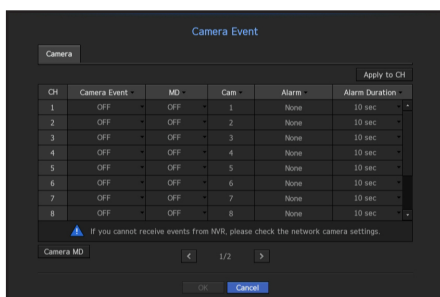 Camera Event
Camera
Apply to CH
CH Camera Event MD Cam Alarm Alarm Duration
1 OFF OFF 1 None 10 sec
2 OFF OFF 2 None 10 sec
3 OFF OFF 3 None 10 sec
4 OFF OFF 4 None 10 sec
5 OFF OFF 5 None 10 sec
6 OFF OFF 6 None 10 sec
7 OFF OFF 7 None 10 sec
8 OFF OFF 8 None 10 sec
If you cannot receive events from NVR, please check the network camera settings.
Camera MD
< 1/2 >
OK Cancel